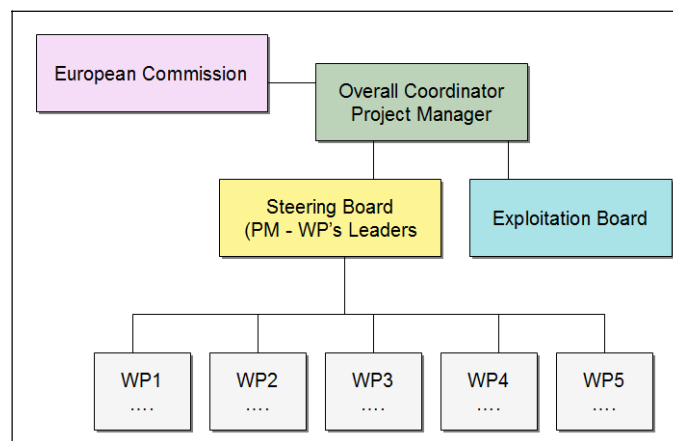 European Commission
Overall Coordinator
Project Manager
Steering Board
(PM - WP's Leaders
Exploitation Board
WP1
....
WP2
....
WP3
....
WP4
....
WP5
....